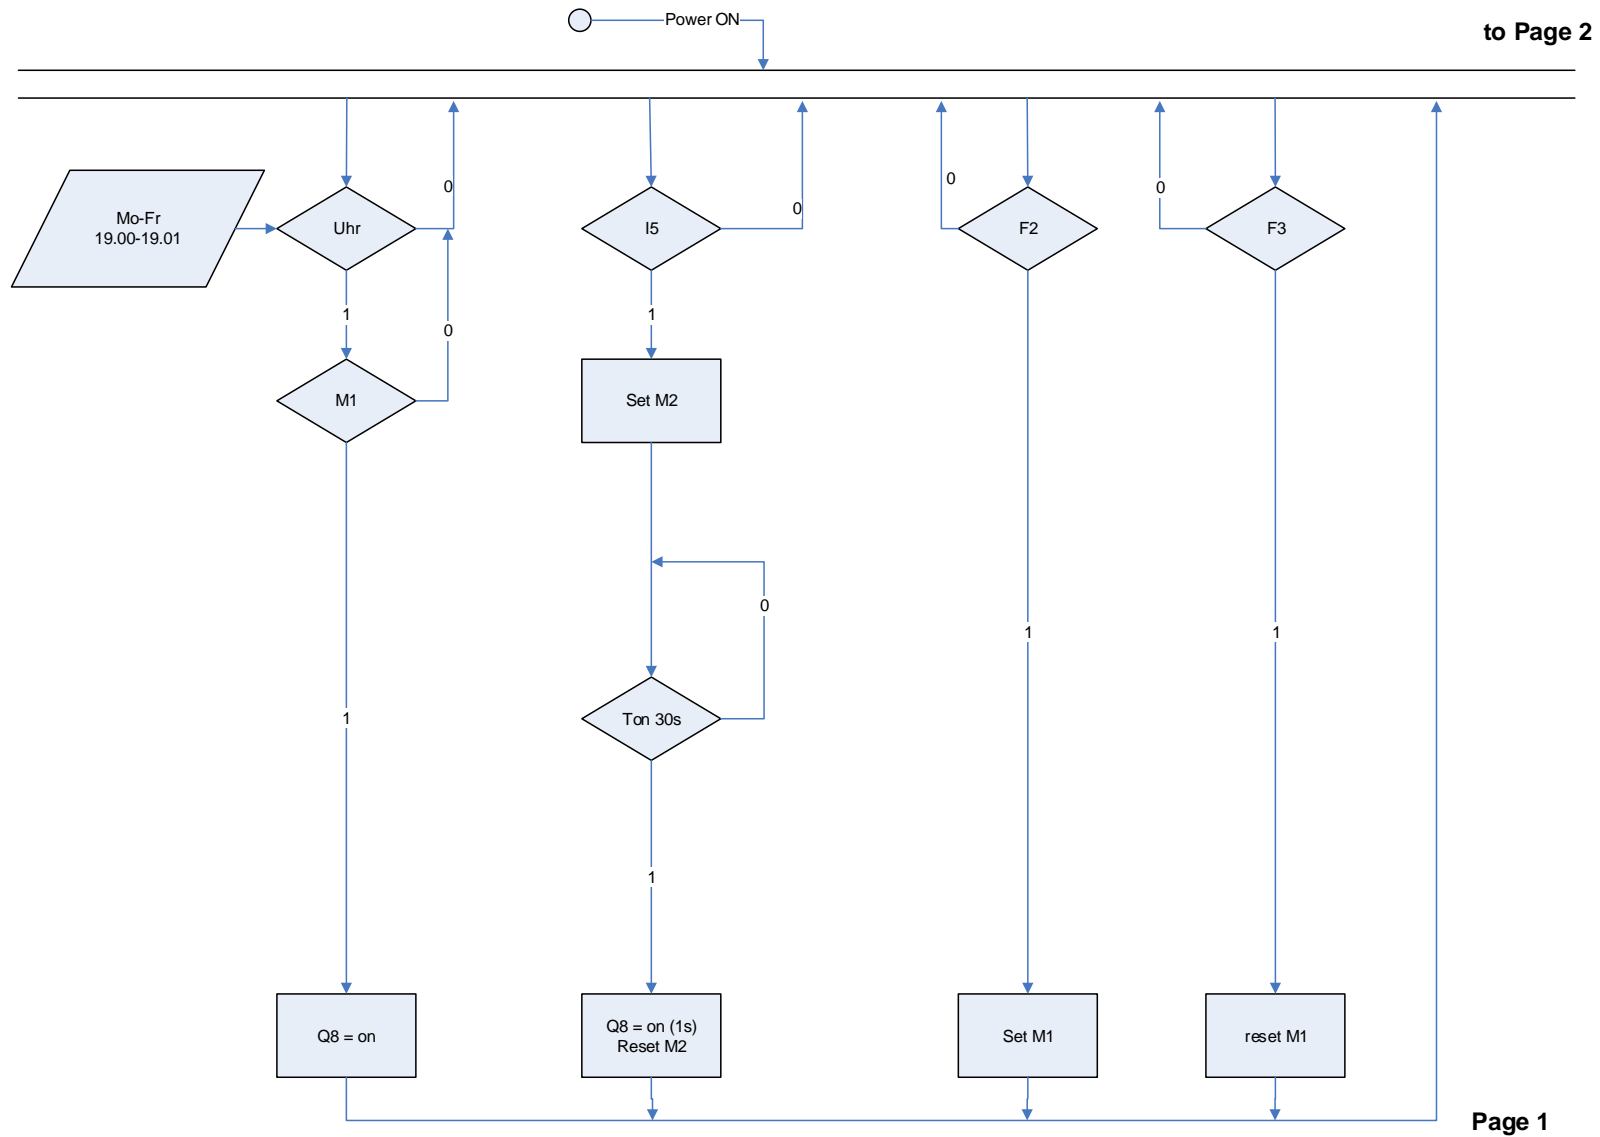 Power ON
to Page 2
0
0
0
0
Mo-Fr
19.00-19.01
Uhr
I5
F2
F3
1
0
1
M1
Set M2
0
1
1
1
Ton 30s
1
Q8 = on
Q8 = on (1s)
Reset M2
Set M1
reset M1
Page 1